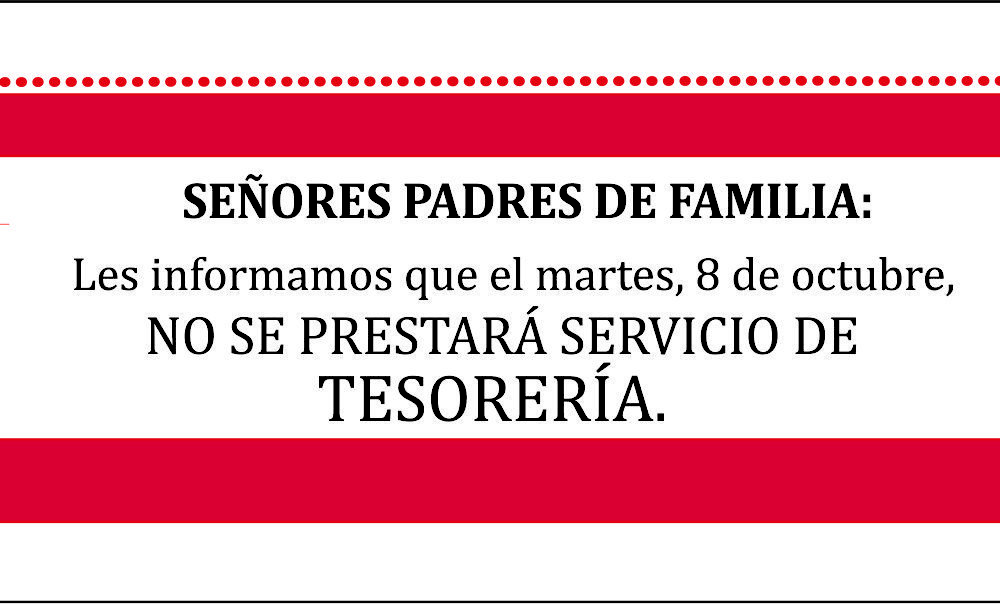 SEÑORES PADRES DE FAMILIA:
Les informamos que el martes, 8 de octubre,
NO SE PRESTARÁ SERVICIO DE
TESORERÍA.